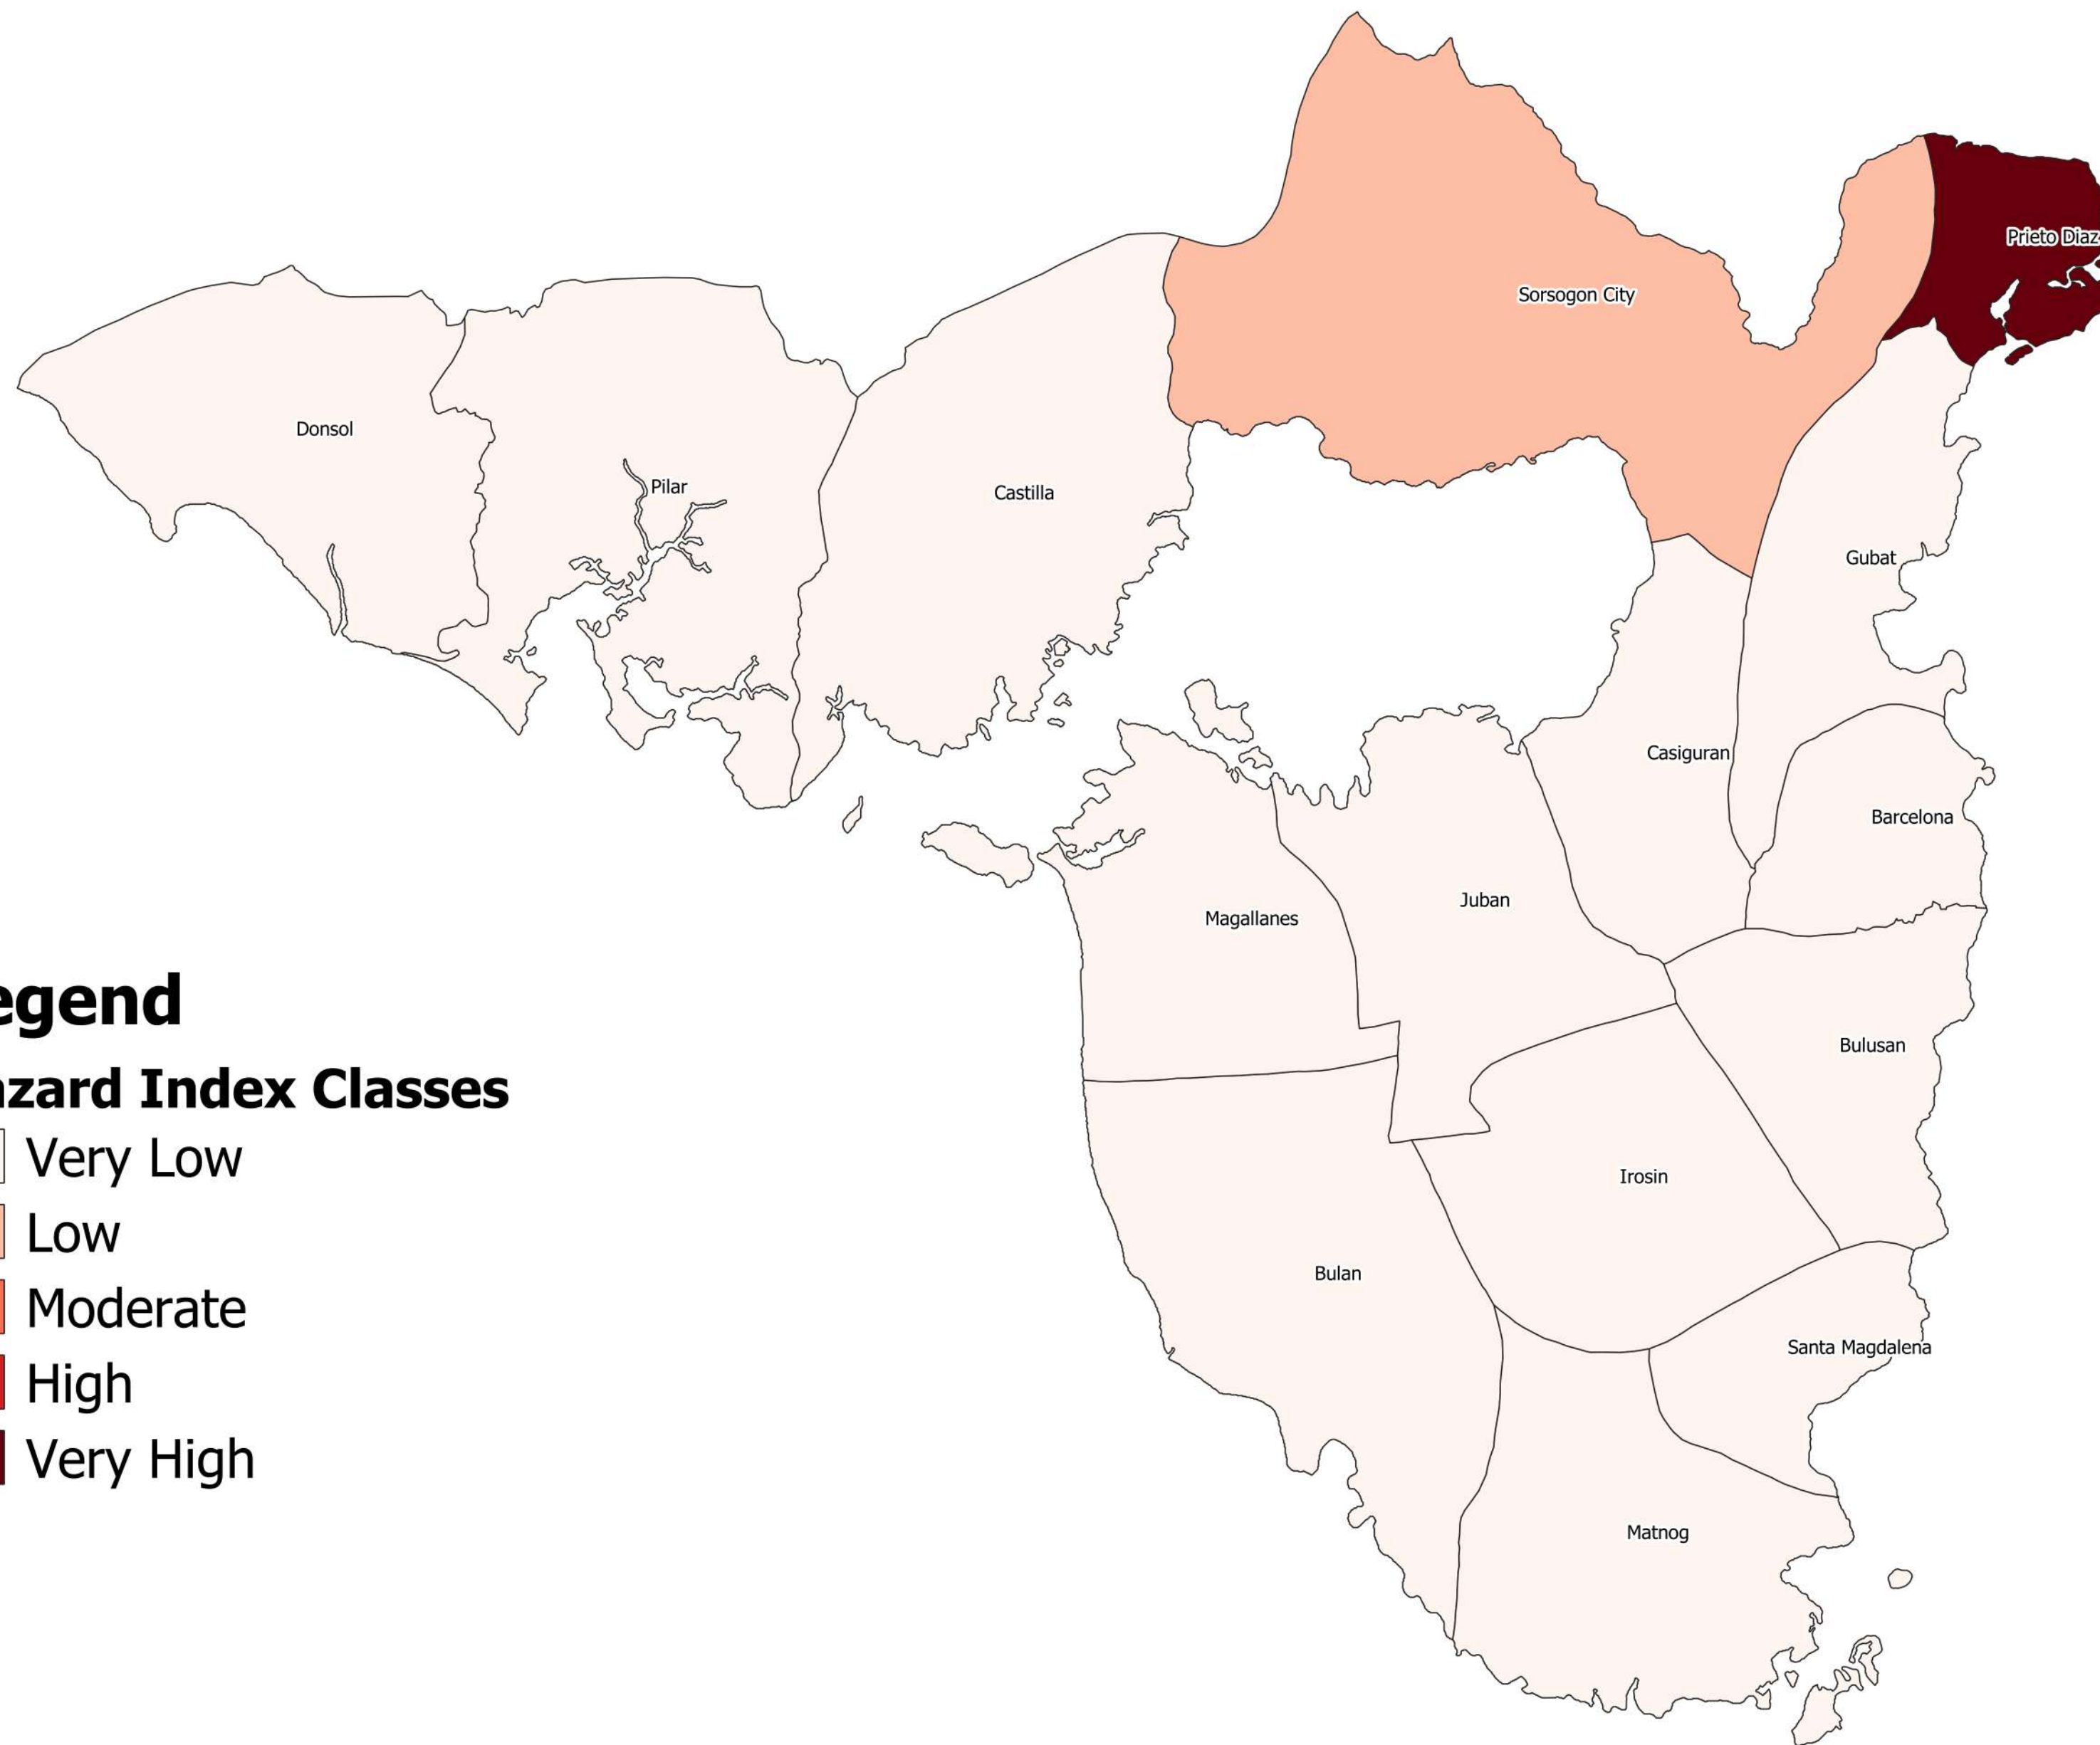 Prieto Diaz
Sorsogon City
Donsol
Pilar
Castilla
Gubat
Casiguran
Barcelona
Juban
Magallanes
egend
Bulusan
zard Index Classes
Very Low
Irosin
Low
Bulan
Moderate
Santa Magdalena
High
Very High
Matnog